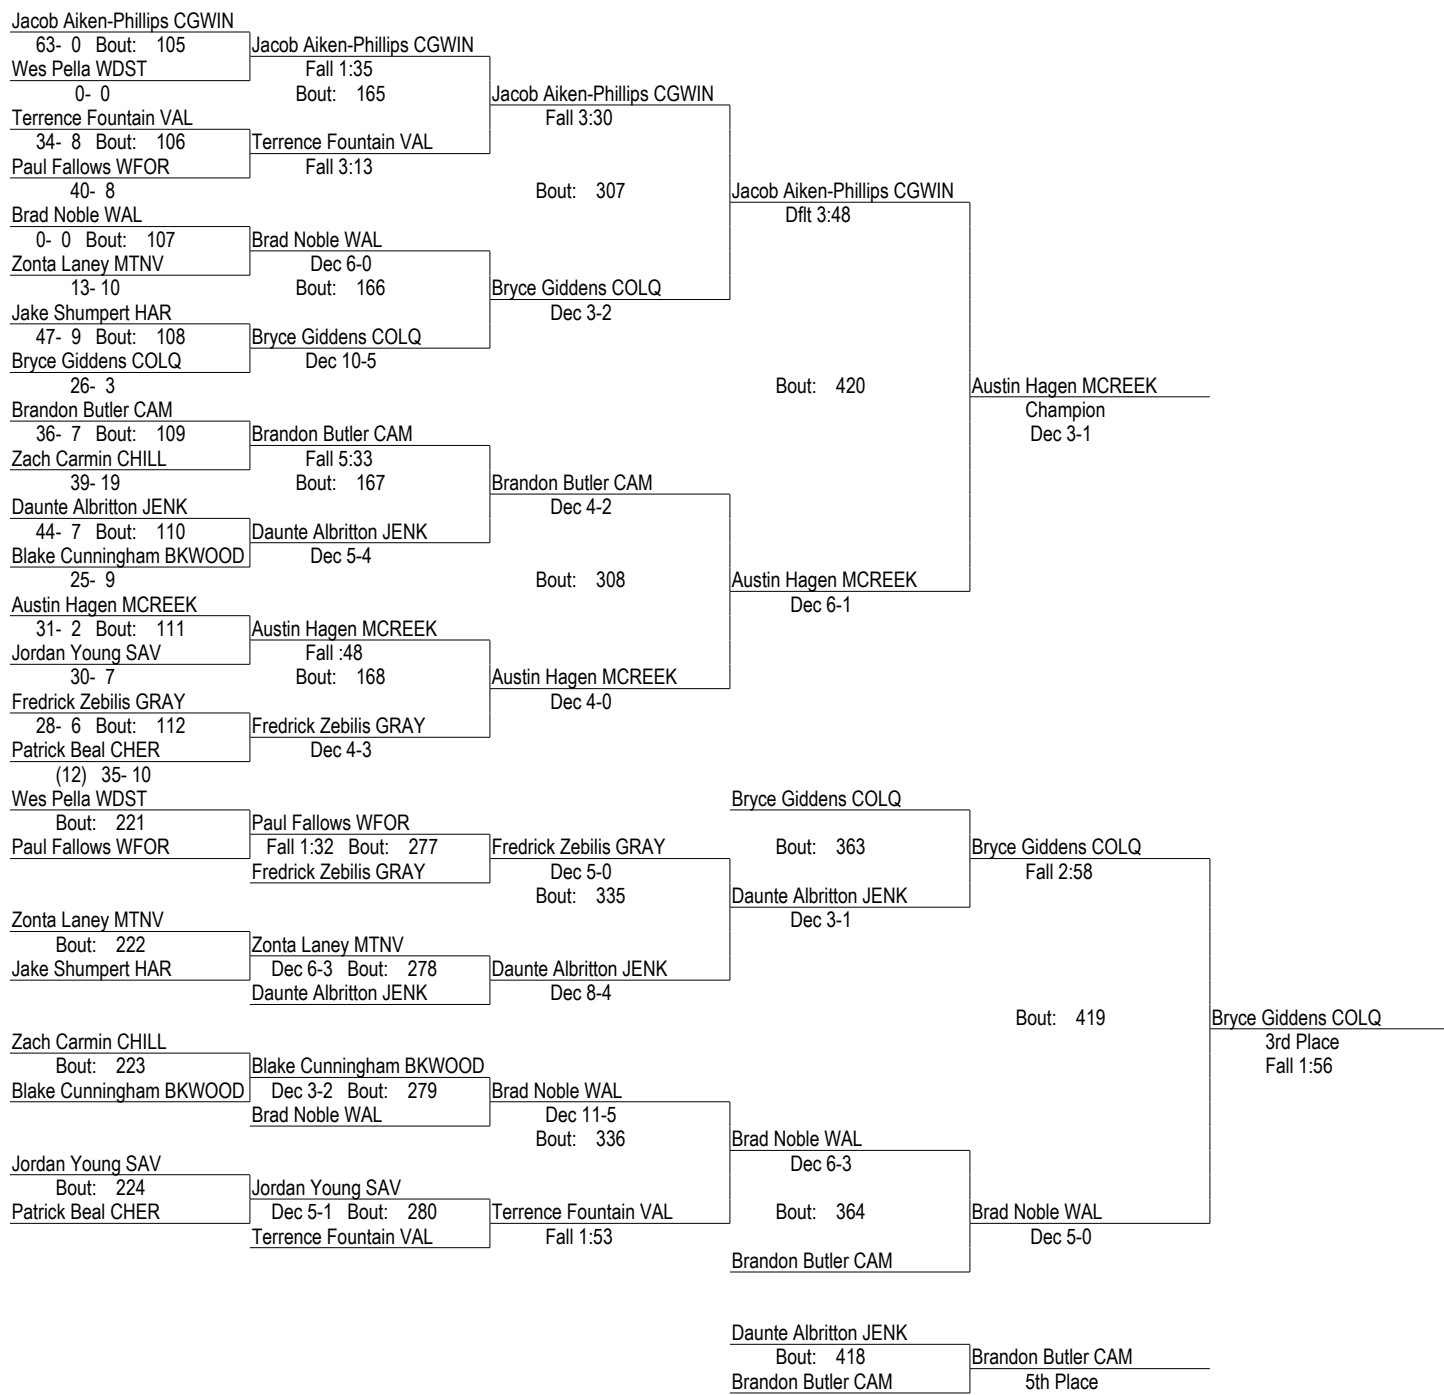 Jacob Aiken-Phillips CGWIN
63- 0 Bout: 105 Jacob Aiken-Phillips CGWIN
Wes Pella WDST Fall 1:35
0- 0 Bout: 165 Jacob Aiken-Phillips CGWIN
Terrence Fountain VAL Fall 3:30
34- 8 Bout: 106 Terrence Fountain VAL
Paul Fallows WFOR Fall 3:13
40- 8 Bout: 307 Jacob Aiken-Phillips CGWIN
Brad Noble WAL Dflt 3:48
0- 0 Bout: 107 Brad Noble WAL
Zonta Laney MTNV Dec 6-0
13- 10 Bout: 166 Bryce Giddens COLQ
Jake Shumpert HAR Dec 3-2
47- 9 Bout: 108 Bryce Giddens COLQ
Bryce Giddens COLQ Dec 10-5
26- 3 Bout: 420 Austin Hagen MCREEK
Brandon Butler CAM Champion
36- 7 Bout: 109 Brandon Butler CAM Dec 3-1
Zach Carmin CHILL Fall 5:33
39- 19 Bout: 167 Brandon Butler CAM
Daunte Albritton JENK Dec 4-2
44- 7 Bout: 110 Daunte Albritton JENK
Blake Cunningham BKWOOD Dec 5-4
25- 9 Bout: 308 Austin Hagen MCREEK
Austin Hagen MCREEK Dec 6-1
31- 2 Bout: 111 Austin Hagen MCREEK
Jordan Young SAV Fall :48
30- 7 Bout: 168 Austin Hagen MCREEK
Fredrick Zebilis GRAY Dec 4-0
28- 6 Bout: 112 Fredrick Zebilis GRAY
Patrick Beal CHER Dec 4-3
(12) 35- 10
Wes Pella WDST Bryce Giddens COLQ
Bout: 221 Paul Fallows WFOR
Paul Fallows WFOR Fall 1:32 Bout: 277 Fredrick Zebilis GRAY Bout: 363 Bryce Giddens COLQ
Fredrick Zebilis GRAY Dec 5-0 Fall 2:58
Bout: 335 Daunte Albritton JENK
Zonta Laney MTNV Dec 3-1
Bout: 222 Zonta Laney MTNV
Jake Shumpert HAR Dec 6-3 Bout: 278 Daunte Albritton JENK
Daunte Albritton JENK Dec 8-4
Bout: 419 Bryce Giddens COLQ
Zach Carmin CHILL 3rd Place
Bout: 223 Blake Cunningham BKWOOD Fall 1:56
Blake Cunningham BKWOOD Dec 3-2 Bout: 279 Brad Noble WAL
Brad Noble WAL Dec 11-5
Bout: 336 Brad Noble WAL
Jordan Young SAV Dec 6-3
Bout: 224 Jordan Young SAV
Patrick Beal CHER Dec 5-1 Bout: 280 Terrence Fountain VAL Bout: 364 Brad Noble WAL
Terrence Fountain VAL Fall 1:53 Dec 5-0
Brandon Butler CAM
Daunte Albritton JENK
Bout: 418 Brandon Butler CAM
Brandon Butler CAM 5th Place